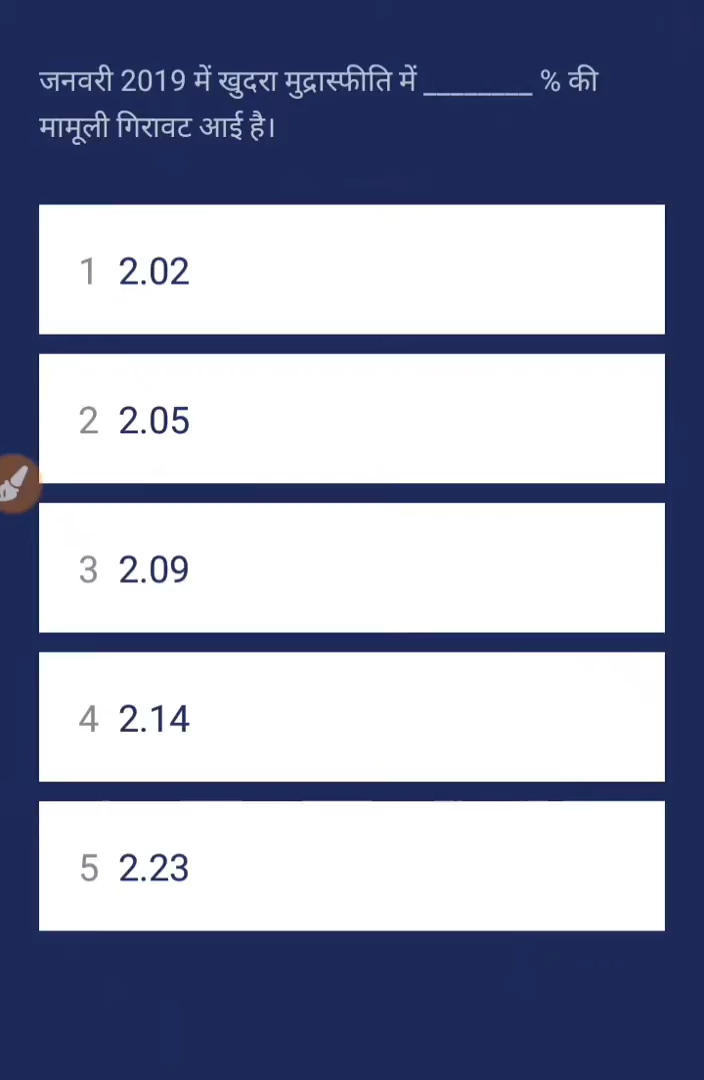 जनवरी 2019 में खुदरा मुद्रास्फीति में ________ % की
मामूली गिरावट आई है।
1 2.02
2 2.05
3 2.09
4 2.14
5 2.23